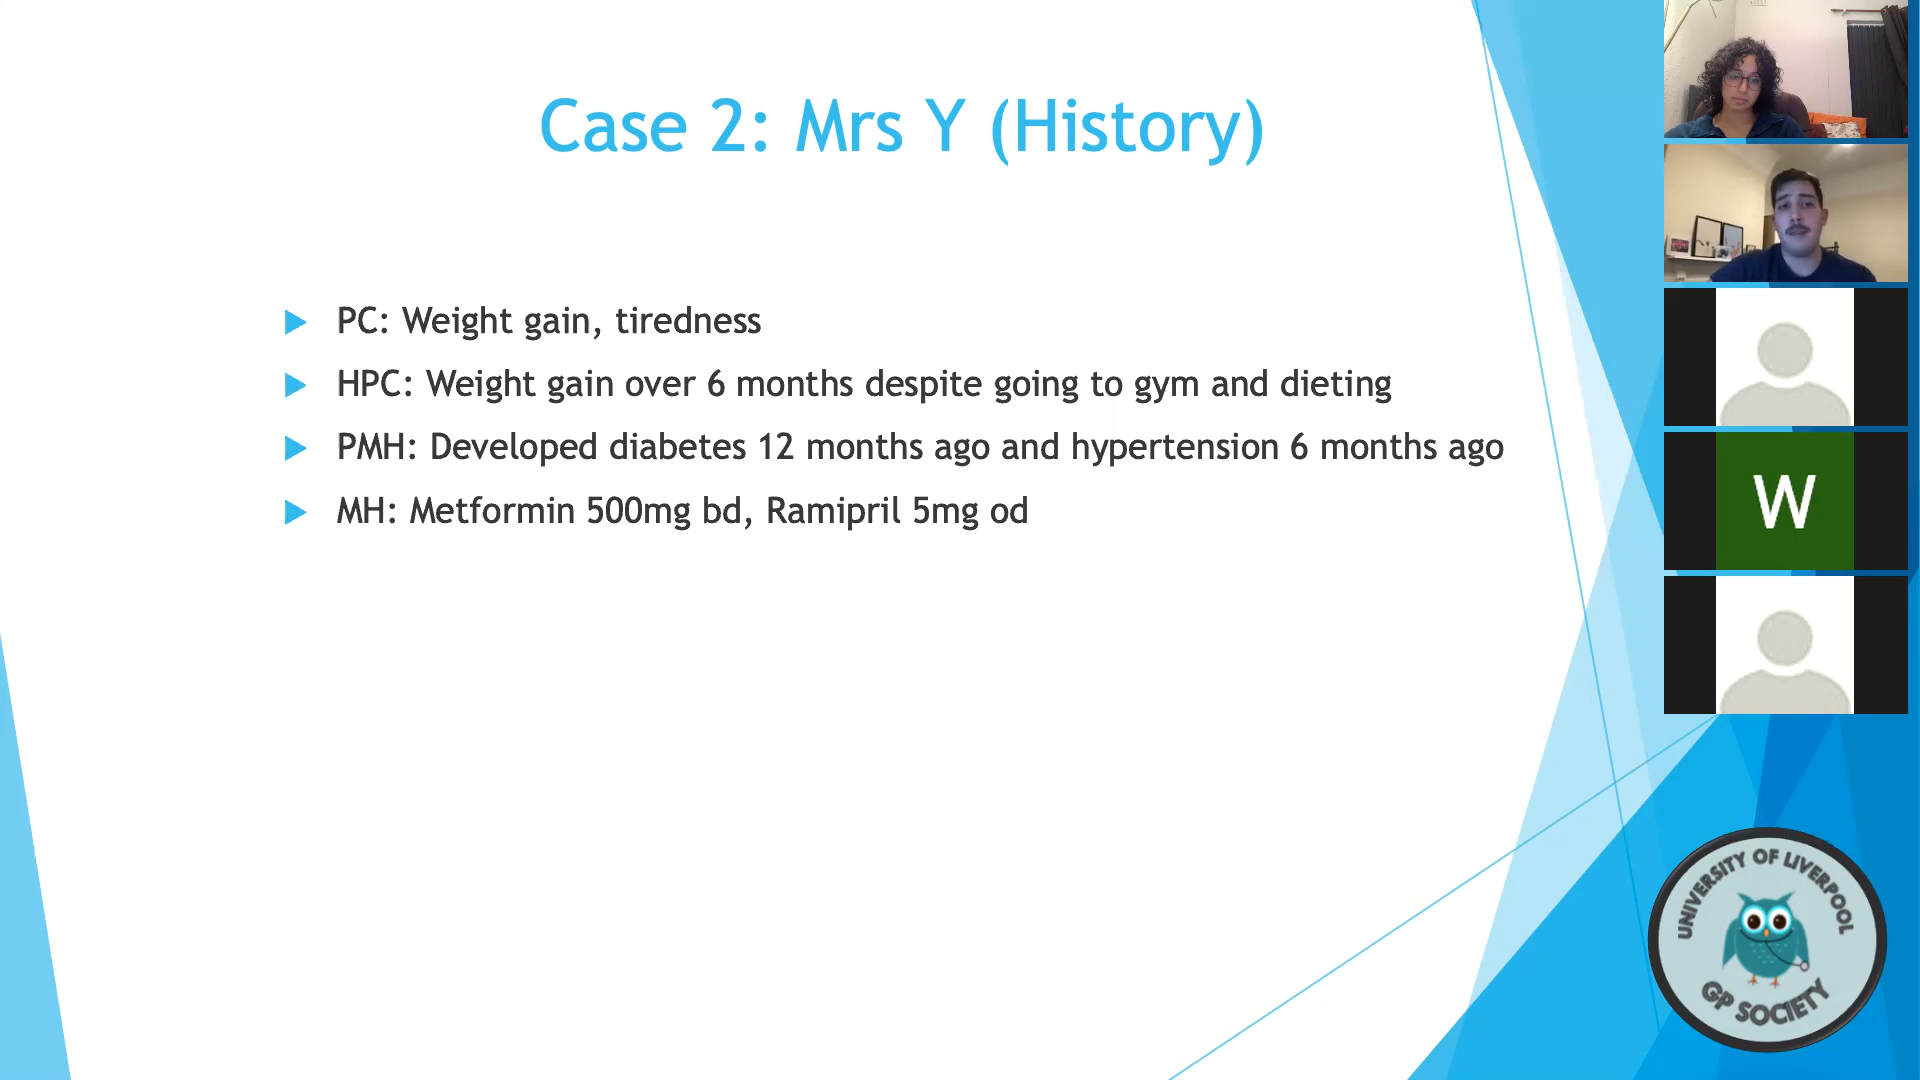 Case 2: Mrs Y (History)
PC: Weight gain, tiredness
HPC: Weight gain over 6 months despite going to gym and dieting
PMH: Developed diabetes 12 months ago and hypertension 6 months ago
MH: Metformin 500mg bd, Ramipril 5mg od
W
UNIVERSITY OF LIVERPOOL
GP SOCIETY